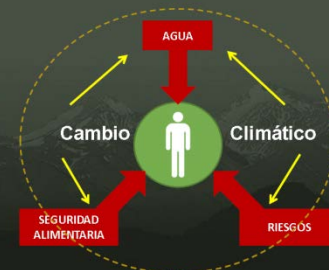 AGUA
Cambio
Climático
SEGURIDAD
ALIMENTARIA
RIESGOS